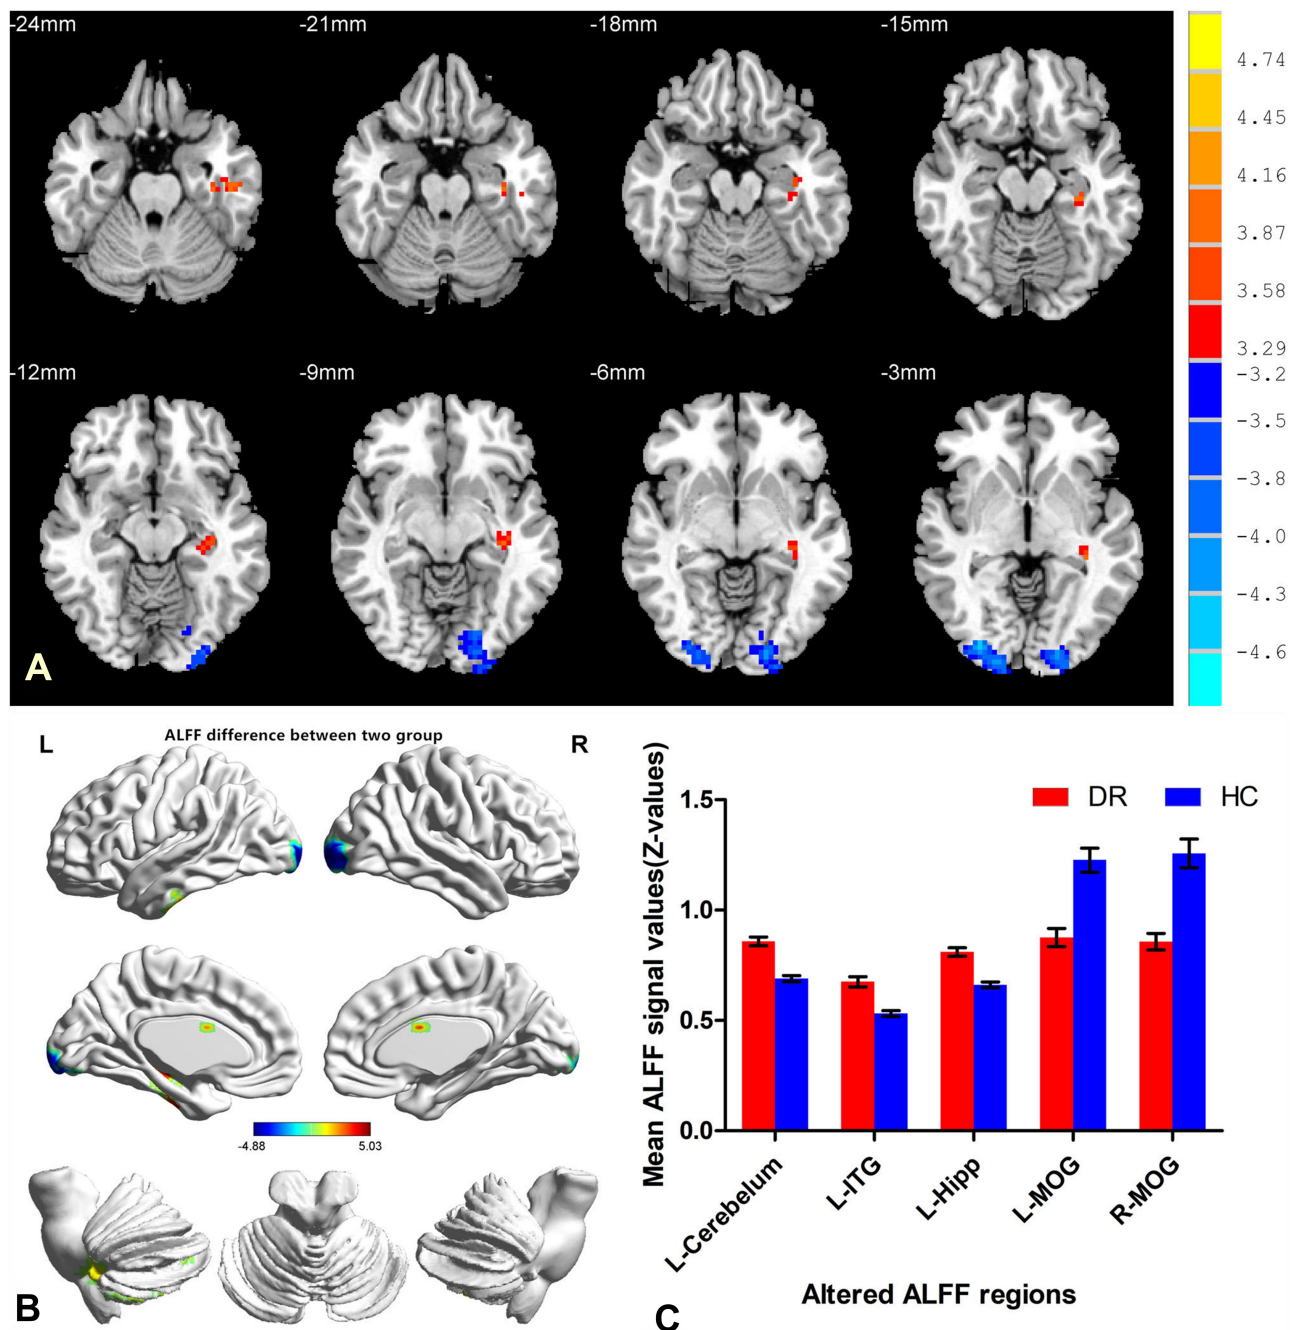 -24mm
-21mm
-18mm
-15mm
4.74
4.45
4.16
3.87
3.58
3.29
-3.2
-3.5
-3.8
-4.0
-4.3
-4.6
-12mm
-9mm
-6mm
-3mm
A
L
ALFF difference between two group
R
-4.88
5.03
B
Mean ALFF signal values(Z-values)
1.5
1.0
0.5
0.0
DR
HC
L-Cerebelum
L-ITG
L-Hipp
L-MOG
R-MOG
Altered ALFF regions
C